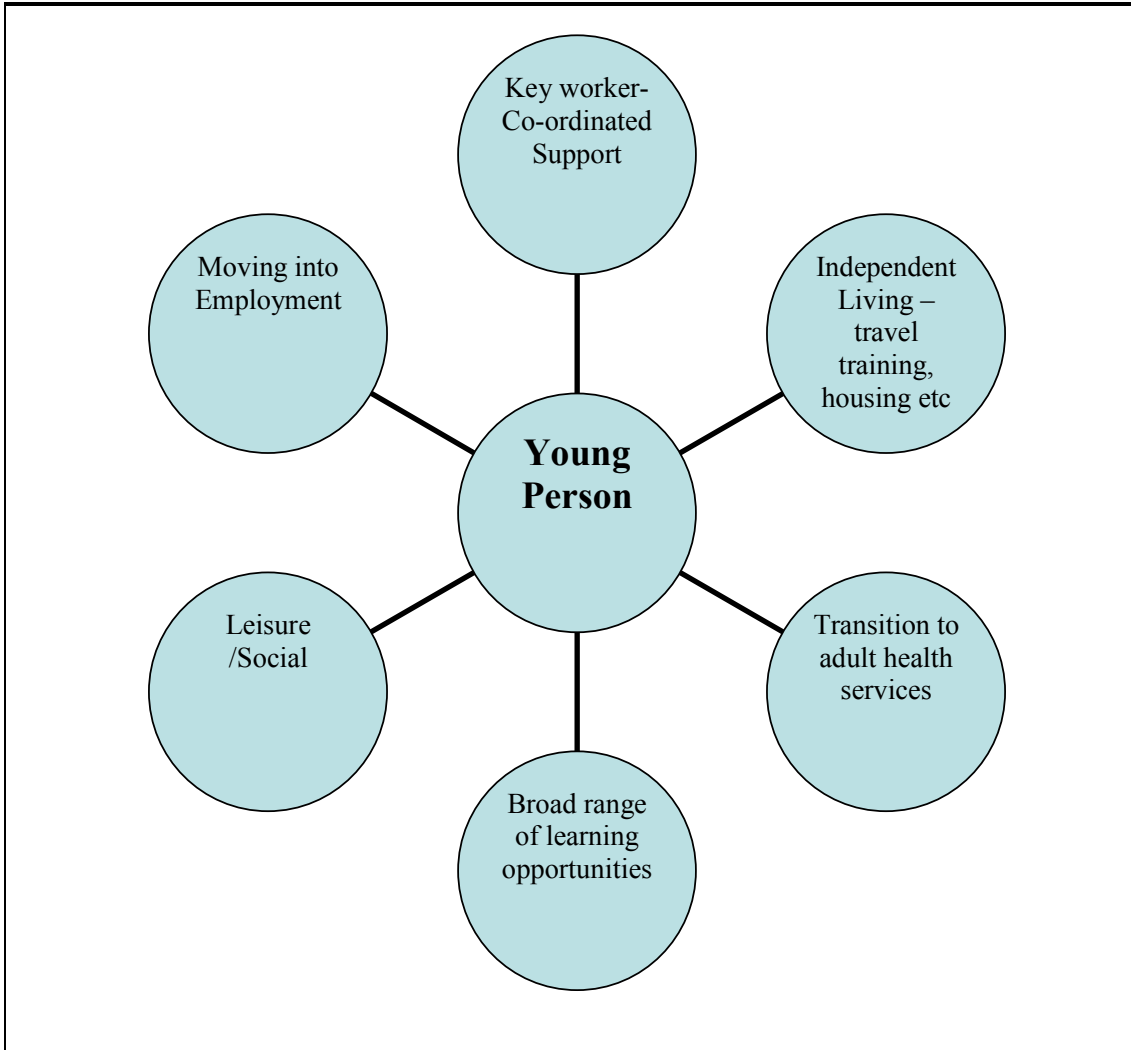 Key worker-
Co-ordinated
Support
Moving into
Employment
Independent
Living –
travel
training,
housing etc
Young
Person
Leisure
/Social
Transition to
adult health
services
Broad range
of learning
opportunities